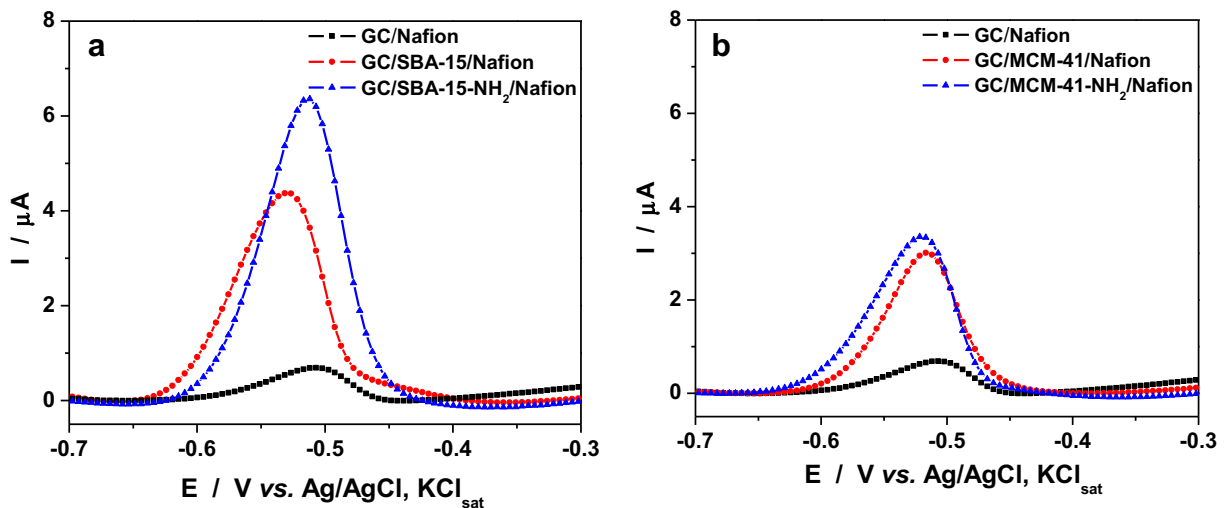 a
GC/Nafion
GC/SBA-15/Nafion
GC/SBA-15-NH₂/Nafion
8
6
4
2
0
I / μA
-0.7 -0.6 -0.5 -0.4 -0.3
E / V vs. Ag/AgCl, KCl_sat
b
GC/Nafion
GC/MCM-41/Nafion
GC/MCM-41-NH₂/Nafion
8
6
4
2
0
I / μA
-0.7 -0.6 -0.5 -0.4 -0.3
E / V vs. Ag/AgCl, KCl_sat